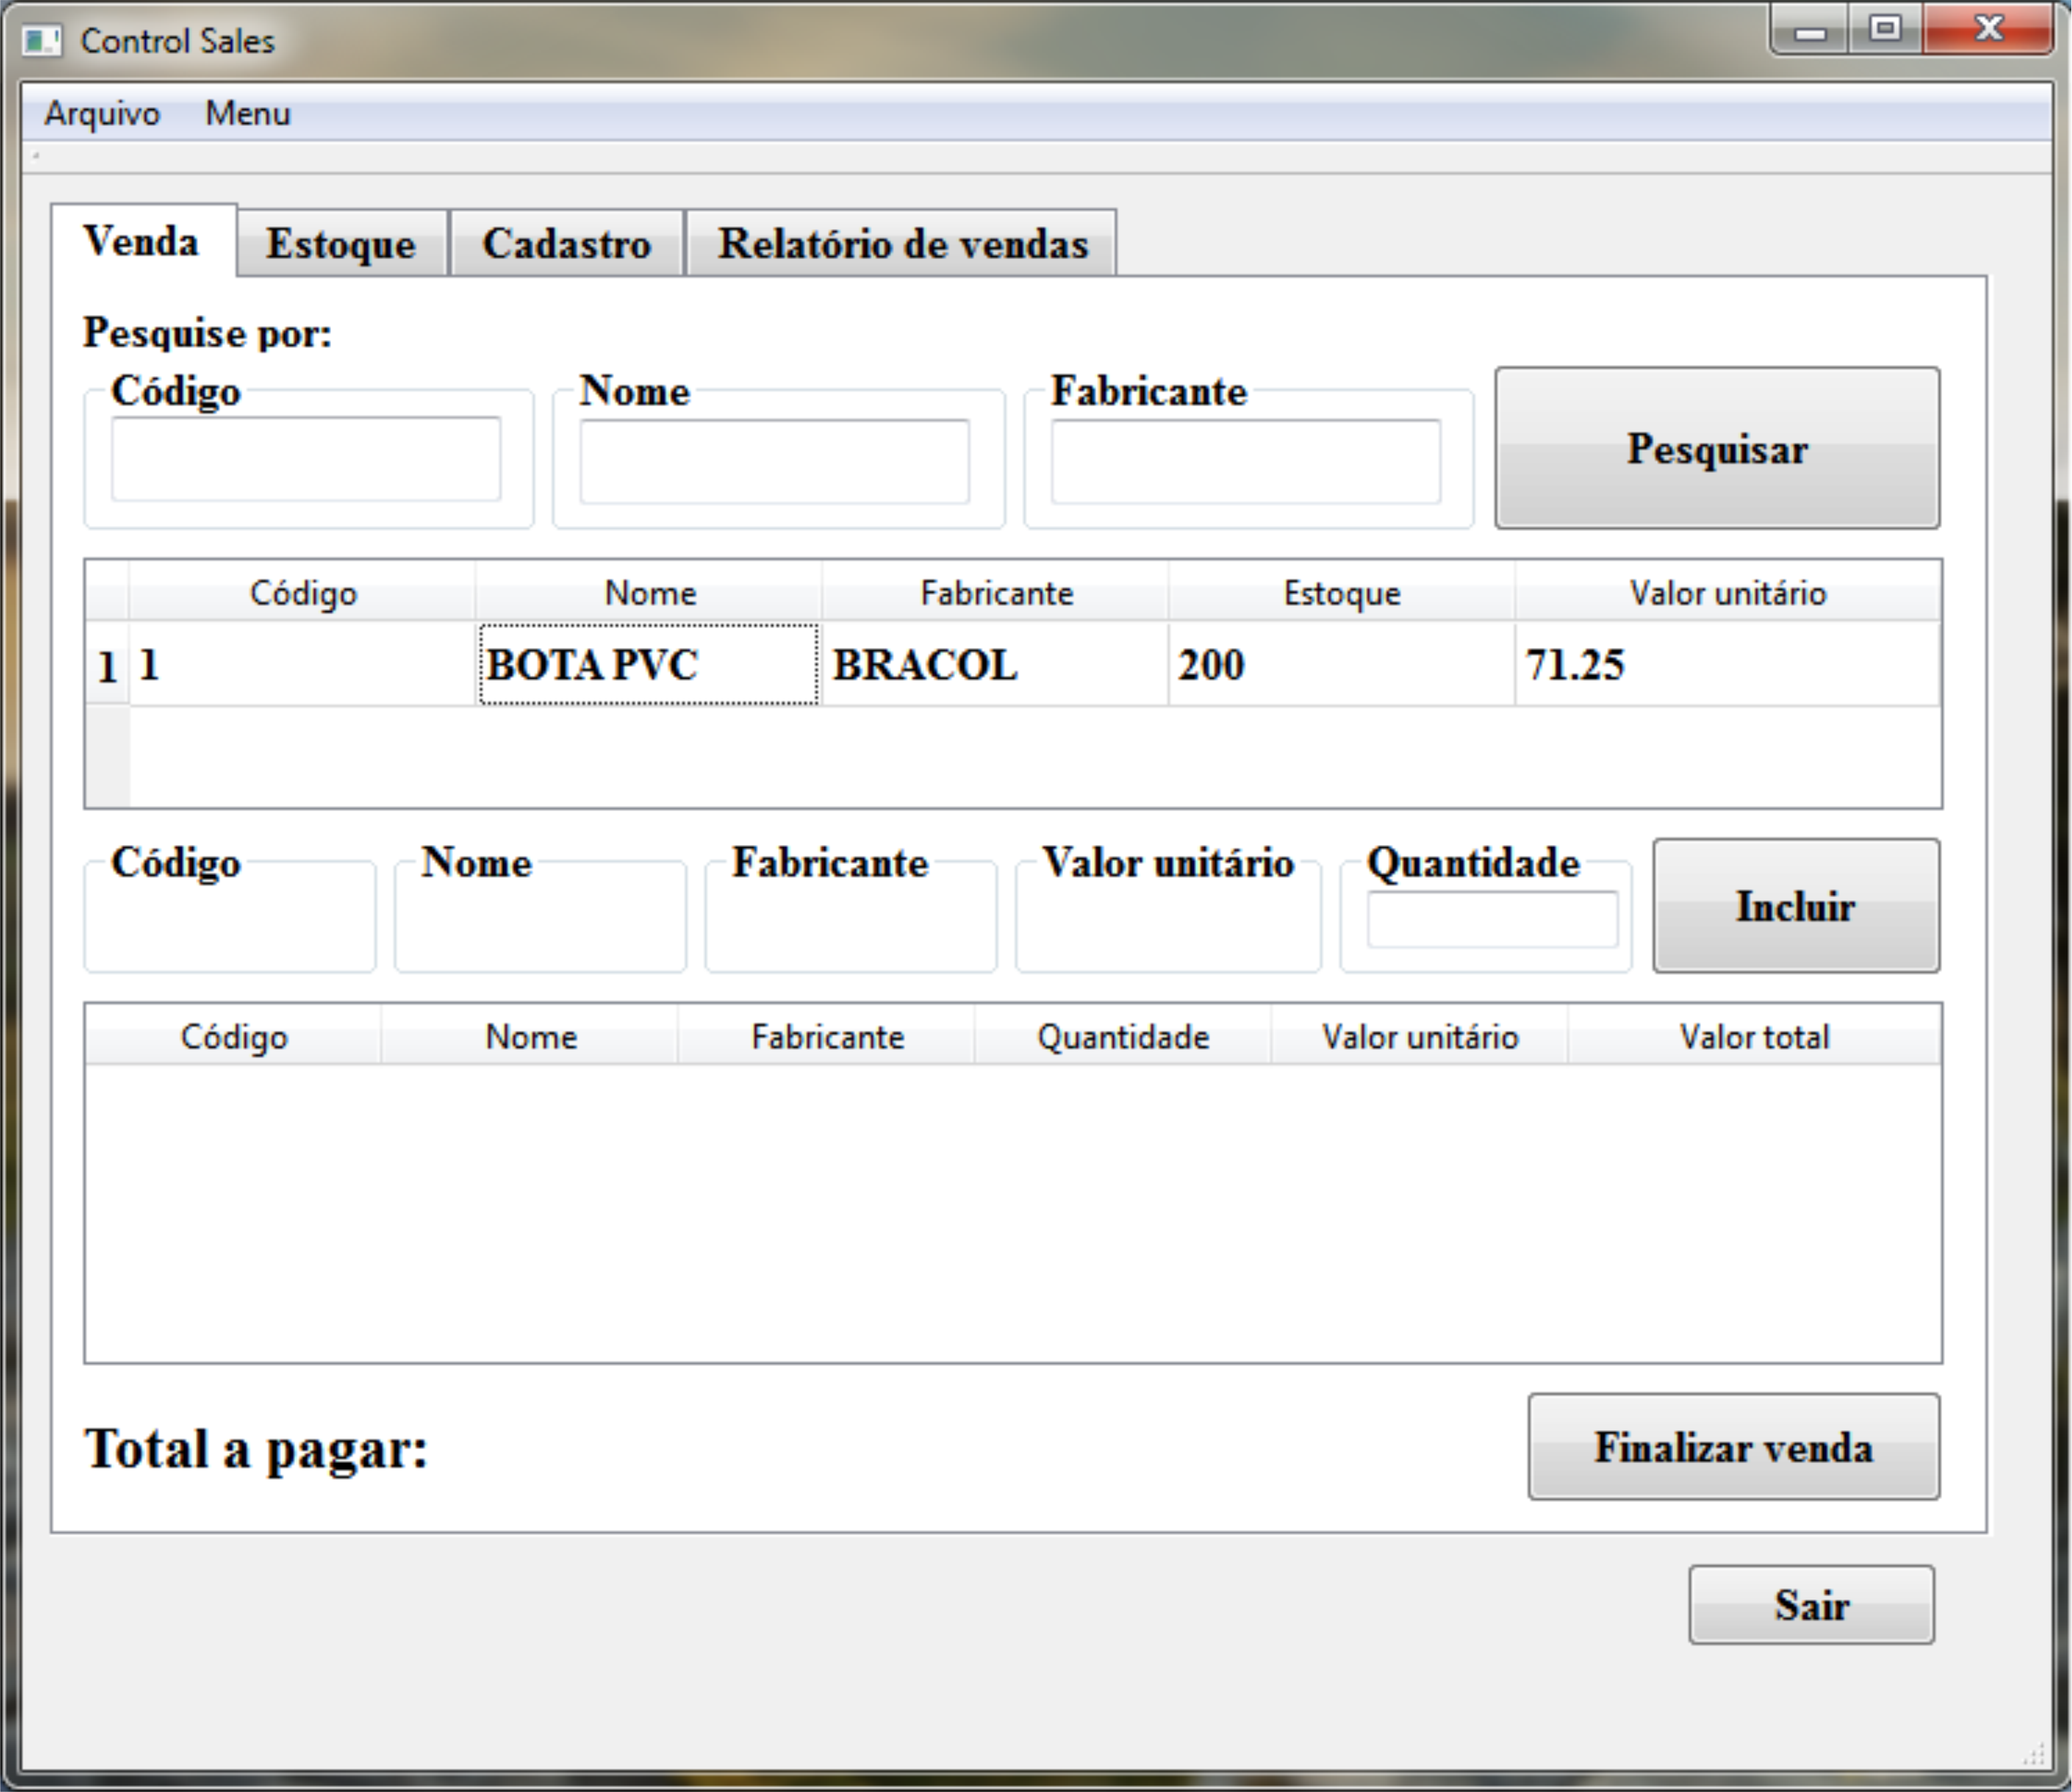 Control Sales
Arquivo Menu
Venda Estoque Cadastro Relatório de vendas
Pesquise por:
Código Nome Fabricante
Pesquisar
Código Nome Fabricante Estoque Valor unitário
1 1 BOTA PVC BRACOL 200 71.25
Código Nome Fabricante Valor unitário Quantidade
Incluir
Código Nome Fabricante Quantidade Valor unitário Valor total
Total a pagar: Finalizar venda
Sair